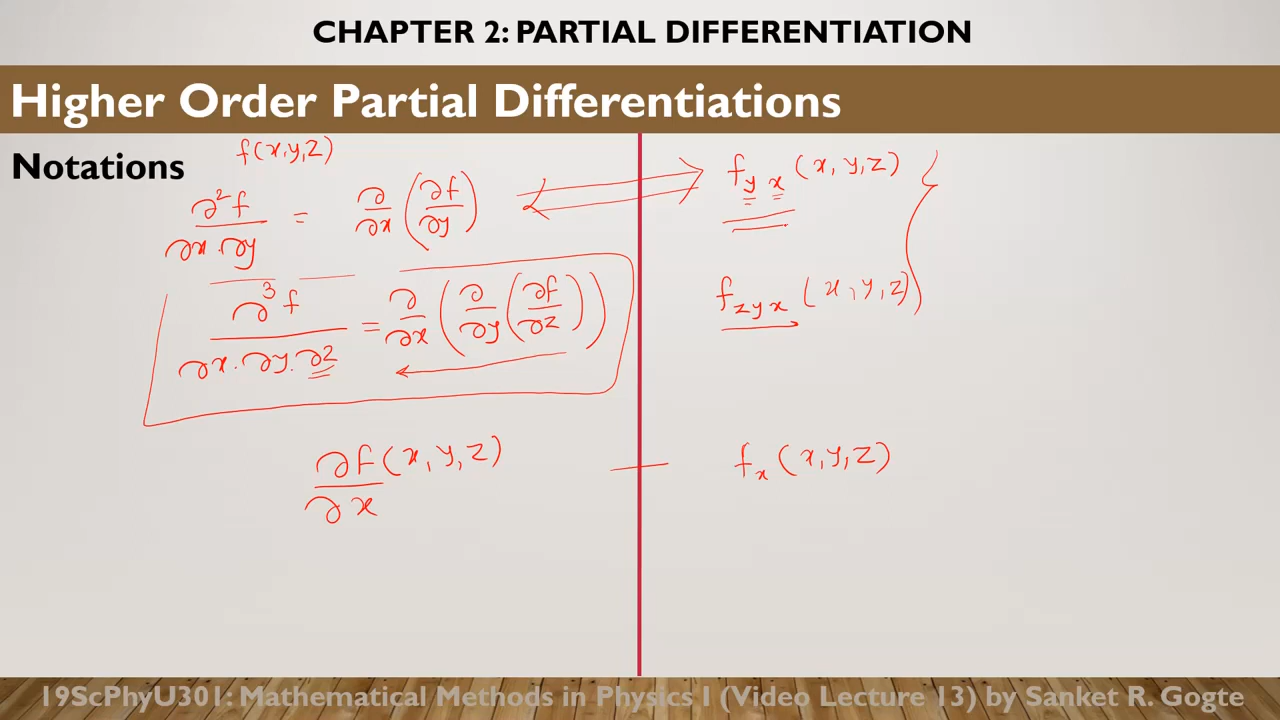 CHAPTER 2: PARTIAL DIFFERENTIATION
Higher Order Partial Differentiations
Notations
f(x,y,z)
∂²f/∂x·∂y = ∂/∂x (∂f/∂y)
f_yx (x, y, z)
∂³f/∂x·∂y·∂z = ∂/∂x (∂/∂y (∂f/∂z))
f_zyx (x, y, z)
∂f/∂x (x, y, z)
f_x (x,y,z)
19ScPhyU301: Mathematical Methods in Physics I (Video Lecture 13) by Sanket R. Gogte